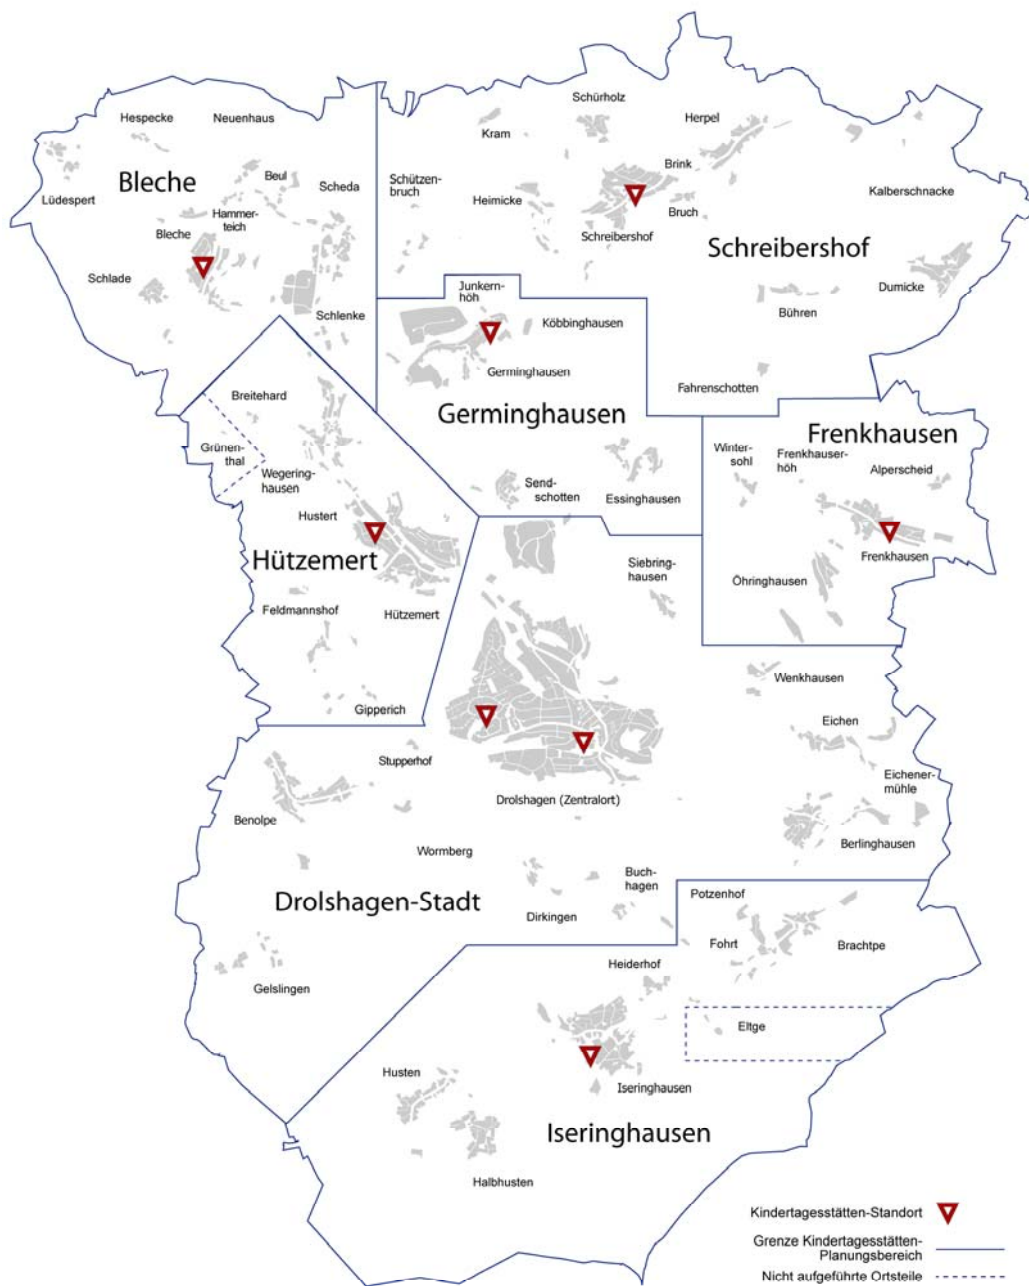 Hespecke
Neuenhaus
Bleche
Beul
Scheda
Lüdespert
Hammer-
teich
Bleche
Schlade
Schlenke
Schürholz
Kram
Herpel
Brink
Schützen-
bruch
Heimicke
Bruch
Kalberschnacke
Schreibershof
Schreibershof
Dumicke
Bühren
Fahrenschotten
Junkern-
höh
Köbbinghausen
Germinghausen
Germinghausen
Send-
schotten
Essinghausen
Frenkhausen
Winter-
sohl
Frenkhauser-
höh
Alperscheid
Frenkhausen
Öhringhausen
Breitehard
Grünen-
thal
Wegering-
hausen
Hustert
Hützemert
Feldmannshof
Hützemert
Gipperich
Siebring-
hausen
Wenkhausen
Eichen
Eichener-
mühle
Berlinghausen
Stupperhof
Drolshagen (Zentralort)
Benolpe
Wormberg
Buch-
hagen
Dirkingen
Drolshagen-Stadt
Gelslingen
Potzenhof
Fohrt
Brachtpe
Heiderhof
Eltge
Husten
Iseringhausen
Iseringhausen
Halbhusten
Kindertagesstätten-Standort
Grenze Kindertagesstätten-
Planungsbereich
Nicht aufgeführte Ortsteile